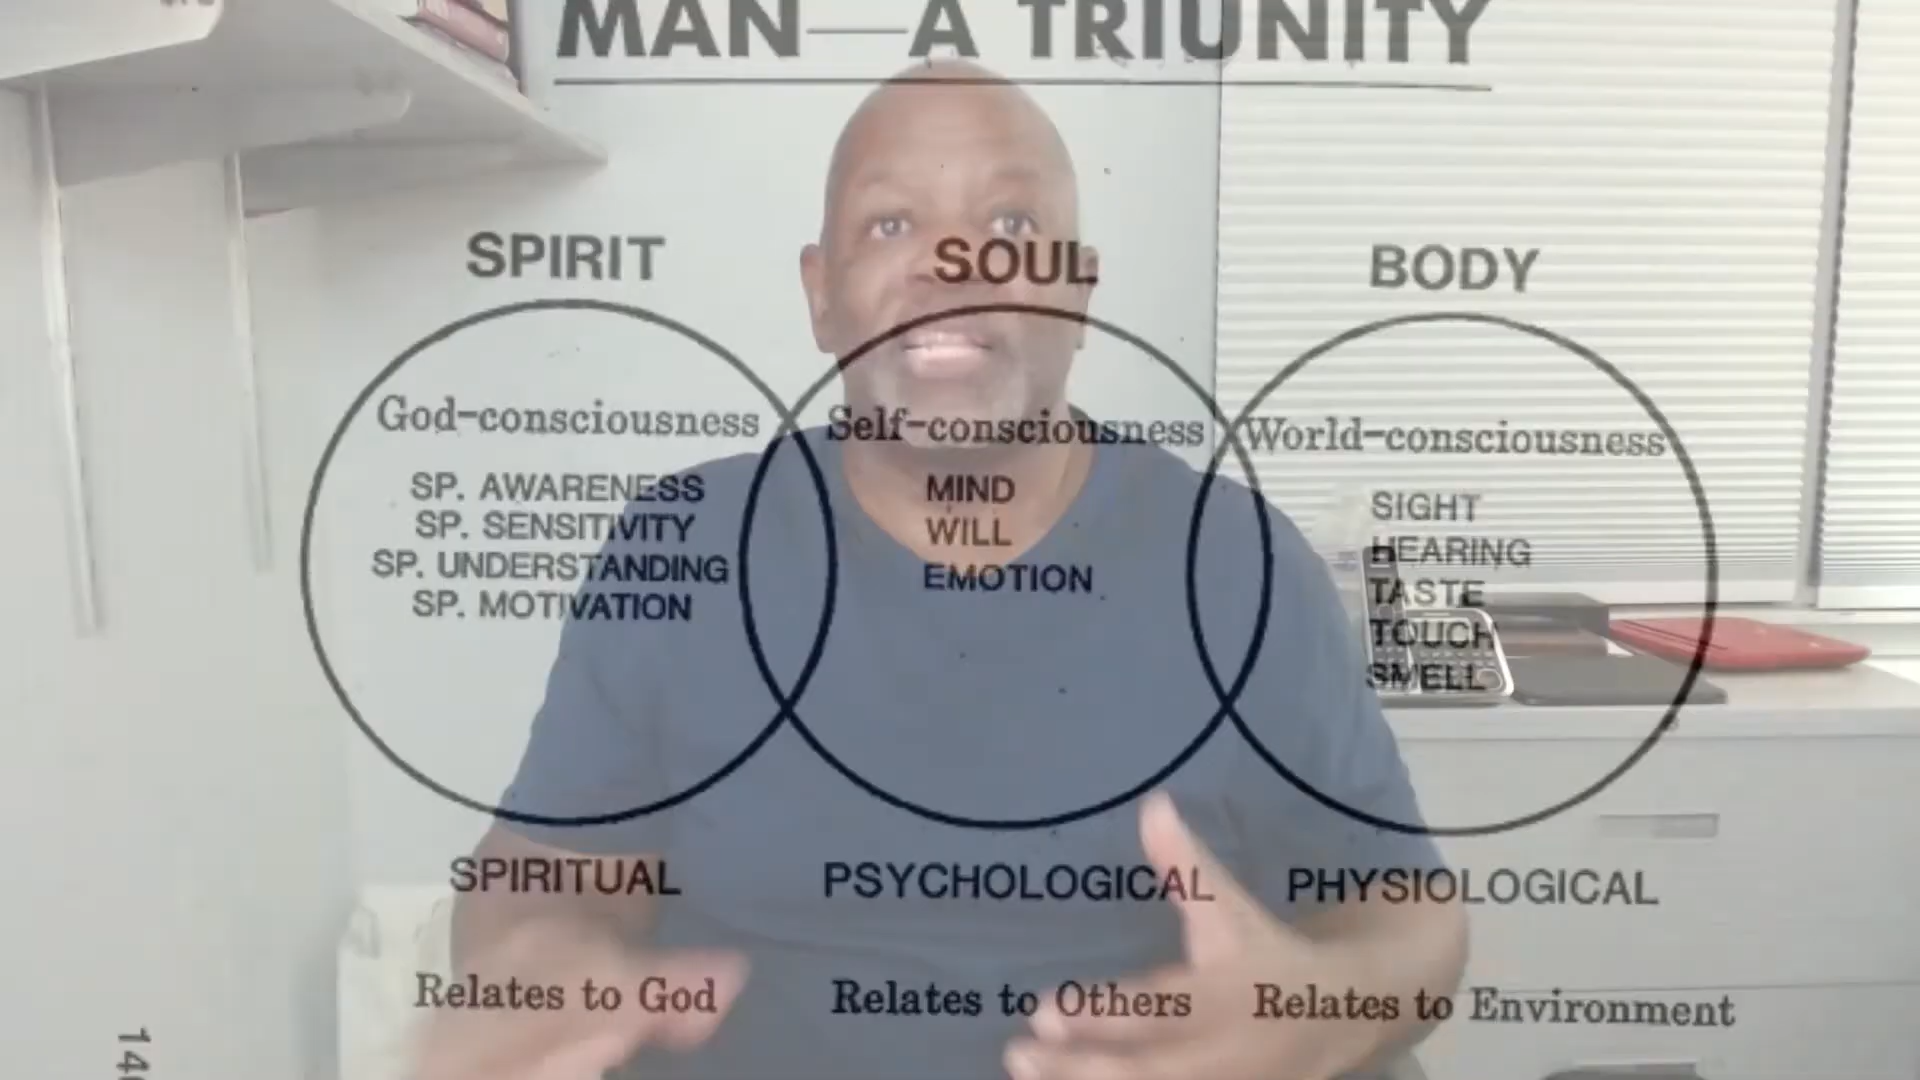 MAN—A TRIUNITY
SPIRIT
SOUL
BODY
God-consciousness
Self-consciousness
World-consciousness
SP. AWARENESS
SP. SENSITIVITY
SP. UNDERSTANDING
SP. MOTIVATION
MIND
WILL
EMOTION
SIGHT
HEARING
TASTE
TOUCH
SMELL
SPIRITUAL
PSYCHOLOGICAL
PHYSIOLOGICAL
Relates to God
Relates to Others
Relates to Environment